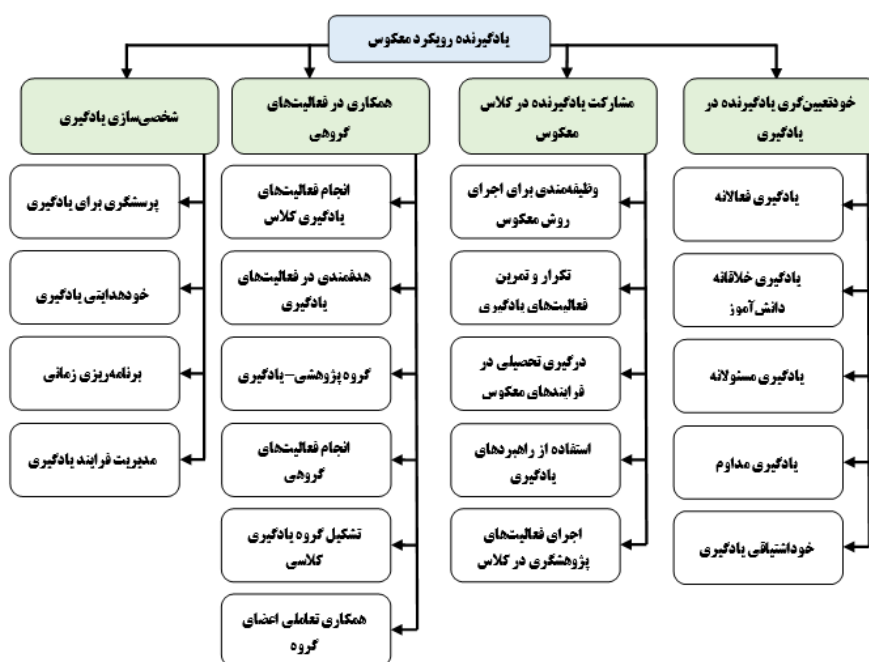 یادگیرنده رویکرد معکوس
خودتعیین‌گری یادگیرنده در
یادگیری
یادگیری فعالانه
یادگیری خلاقانه
دانش‌آموز
یادگیری مسئولانه
یادگیری مداوم
خوداشتیاقی یادگیری
مشارکت یادگیرنده در کلاس
معکوس
وظیفه‌مندی برای اجرای
روش معکوس
تکرار و تمرین
فعالیت‌های یادگیری
درگیری تحصیلی در
فرایندهای معکوس
استفاده از راهبردهای
یادگیری
اجرای فعالیت‌های
پژوهشگری در کلاس
همکاری در فعالیت‌های
گروهی
انجام فعالیت‌های
یادگیری کلاس
هدفمندی در فعالیت‌های
یادگیری
گروه پژوهشی-یادگیری
انجام فعالیت‌های
گروهی
تشکیل گروه یادگیری
کلاسی
همکاری تعاملی اعضای
گروه
شخصی‌سازی یادگیری
پرسشگری برای یادگیری
خودهدایتی یادگیری
برنامه‌ریزی زمانی
مدیریت فرایند یادگیری